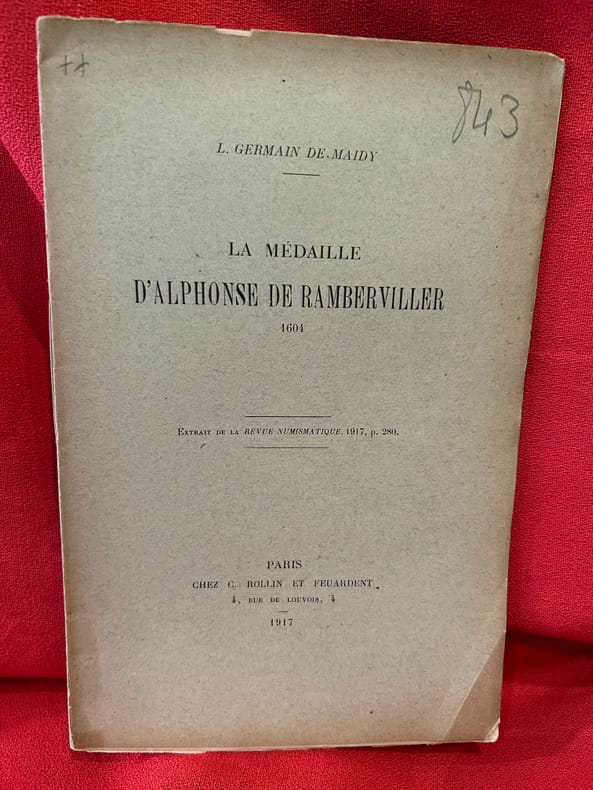 ++
843
L. GERMAIN DE MAIDY
LA MÉDAILLE
D'ALPHONSE DE RAMBERVILLER
1604
EXTRAIT DE LA REVUE NUMISMATIQUE, 1917, p. 280.
PARIS
CHEZ C. ROLLIN ET FEUARDENT
4, RUE DE LOUVOIS, 4
1917